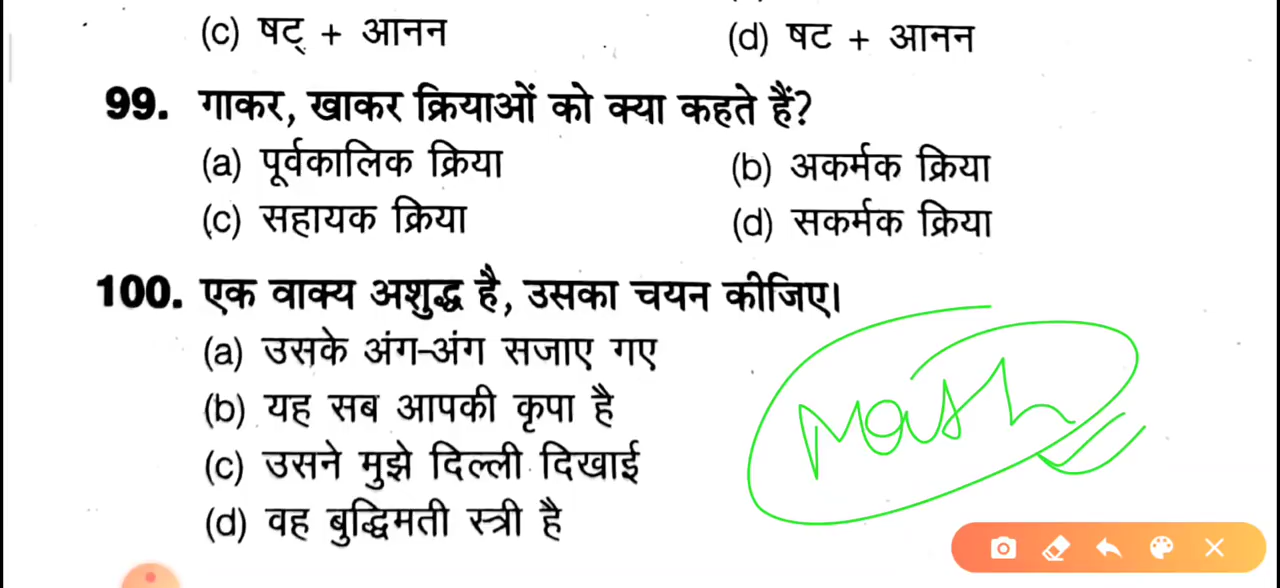 (c) षट् + आनन (d) षट + आनन
99. गाकर, खाकर क्रियाओं को क्या कहते हैं?
(a) पूर्वकालिक क्रिया (b) अकर्मक क्रिया
(c) सहायक क्रिया (d) सकर्मक क्रिया
100. एक वाक्य अशुद्ध है, उसका चयन कीजिए।
(a) उसके अंग-अंग सजाए गए
(b) यह सब आपकी कृपा है
(c) उसने मुझे दिल्ली दिखाई
(d) वह बुद्धिमती स्त्री है
Math